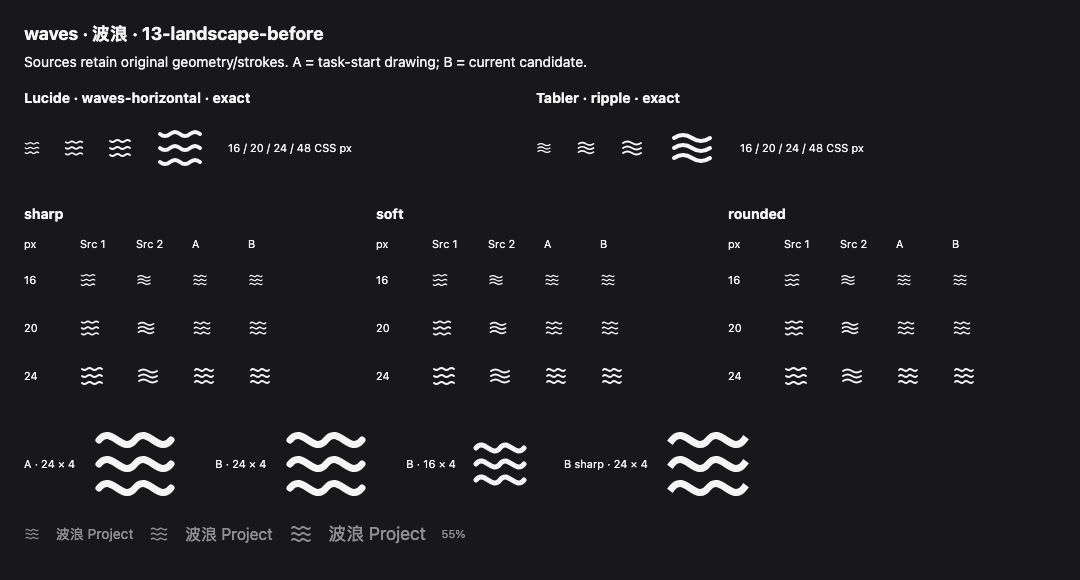 waves · 波浪 · 13-landscape-before
Sources retain original geometry/strokes. A = task-start drawing; B = current candidate.
Lucide · waves-horizontal · exact
16 / 20 / 24 / 48 CSS px
Tabler · ripple · exact
16 / 20 / 24 / 48 CSS px
sharp
px Src 1 Src 2 A B
16
20
24
soft
px Src 1 Src 2 A B
16
20
24
rounded
px Src 1 Src 2 A B
16
20
24
A · 24 × 4
B · 24 × 4
B · 16 × 4
B sharp · 24 × 4
波浪 Project 波浪 Project 波浪 Project 55%